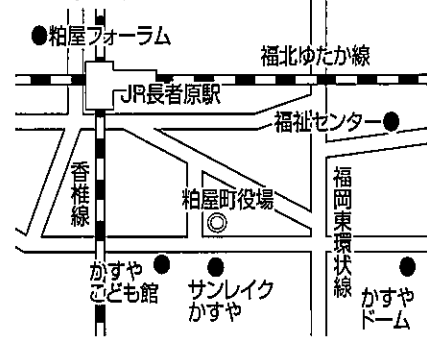 粕屋フォーラム
福北ゆたか線
JR長者原駅
福祉センター
香椎線
粕屋町役場
福岡東環状線
かすや
こども館
サンレイク
かすや
かすや
ドーム